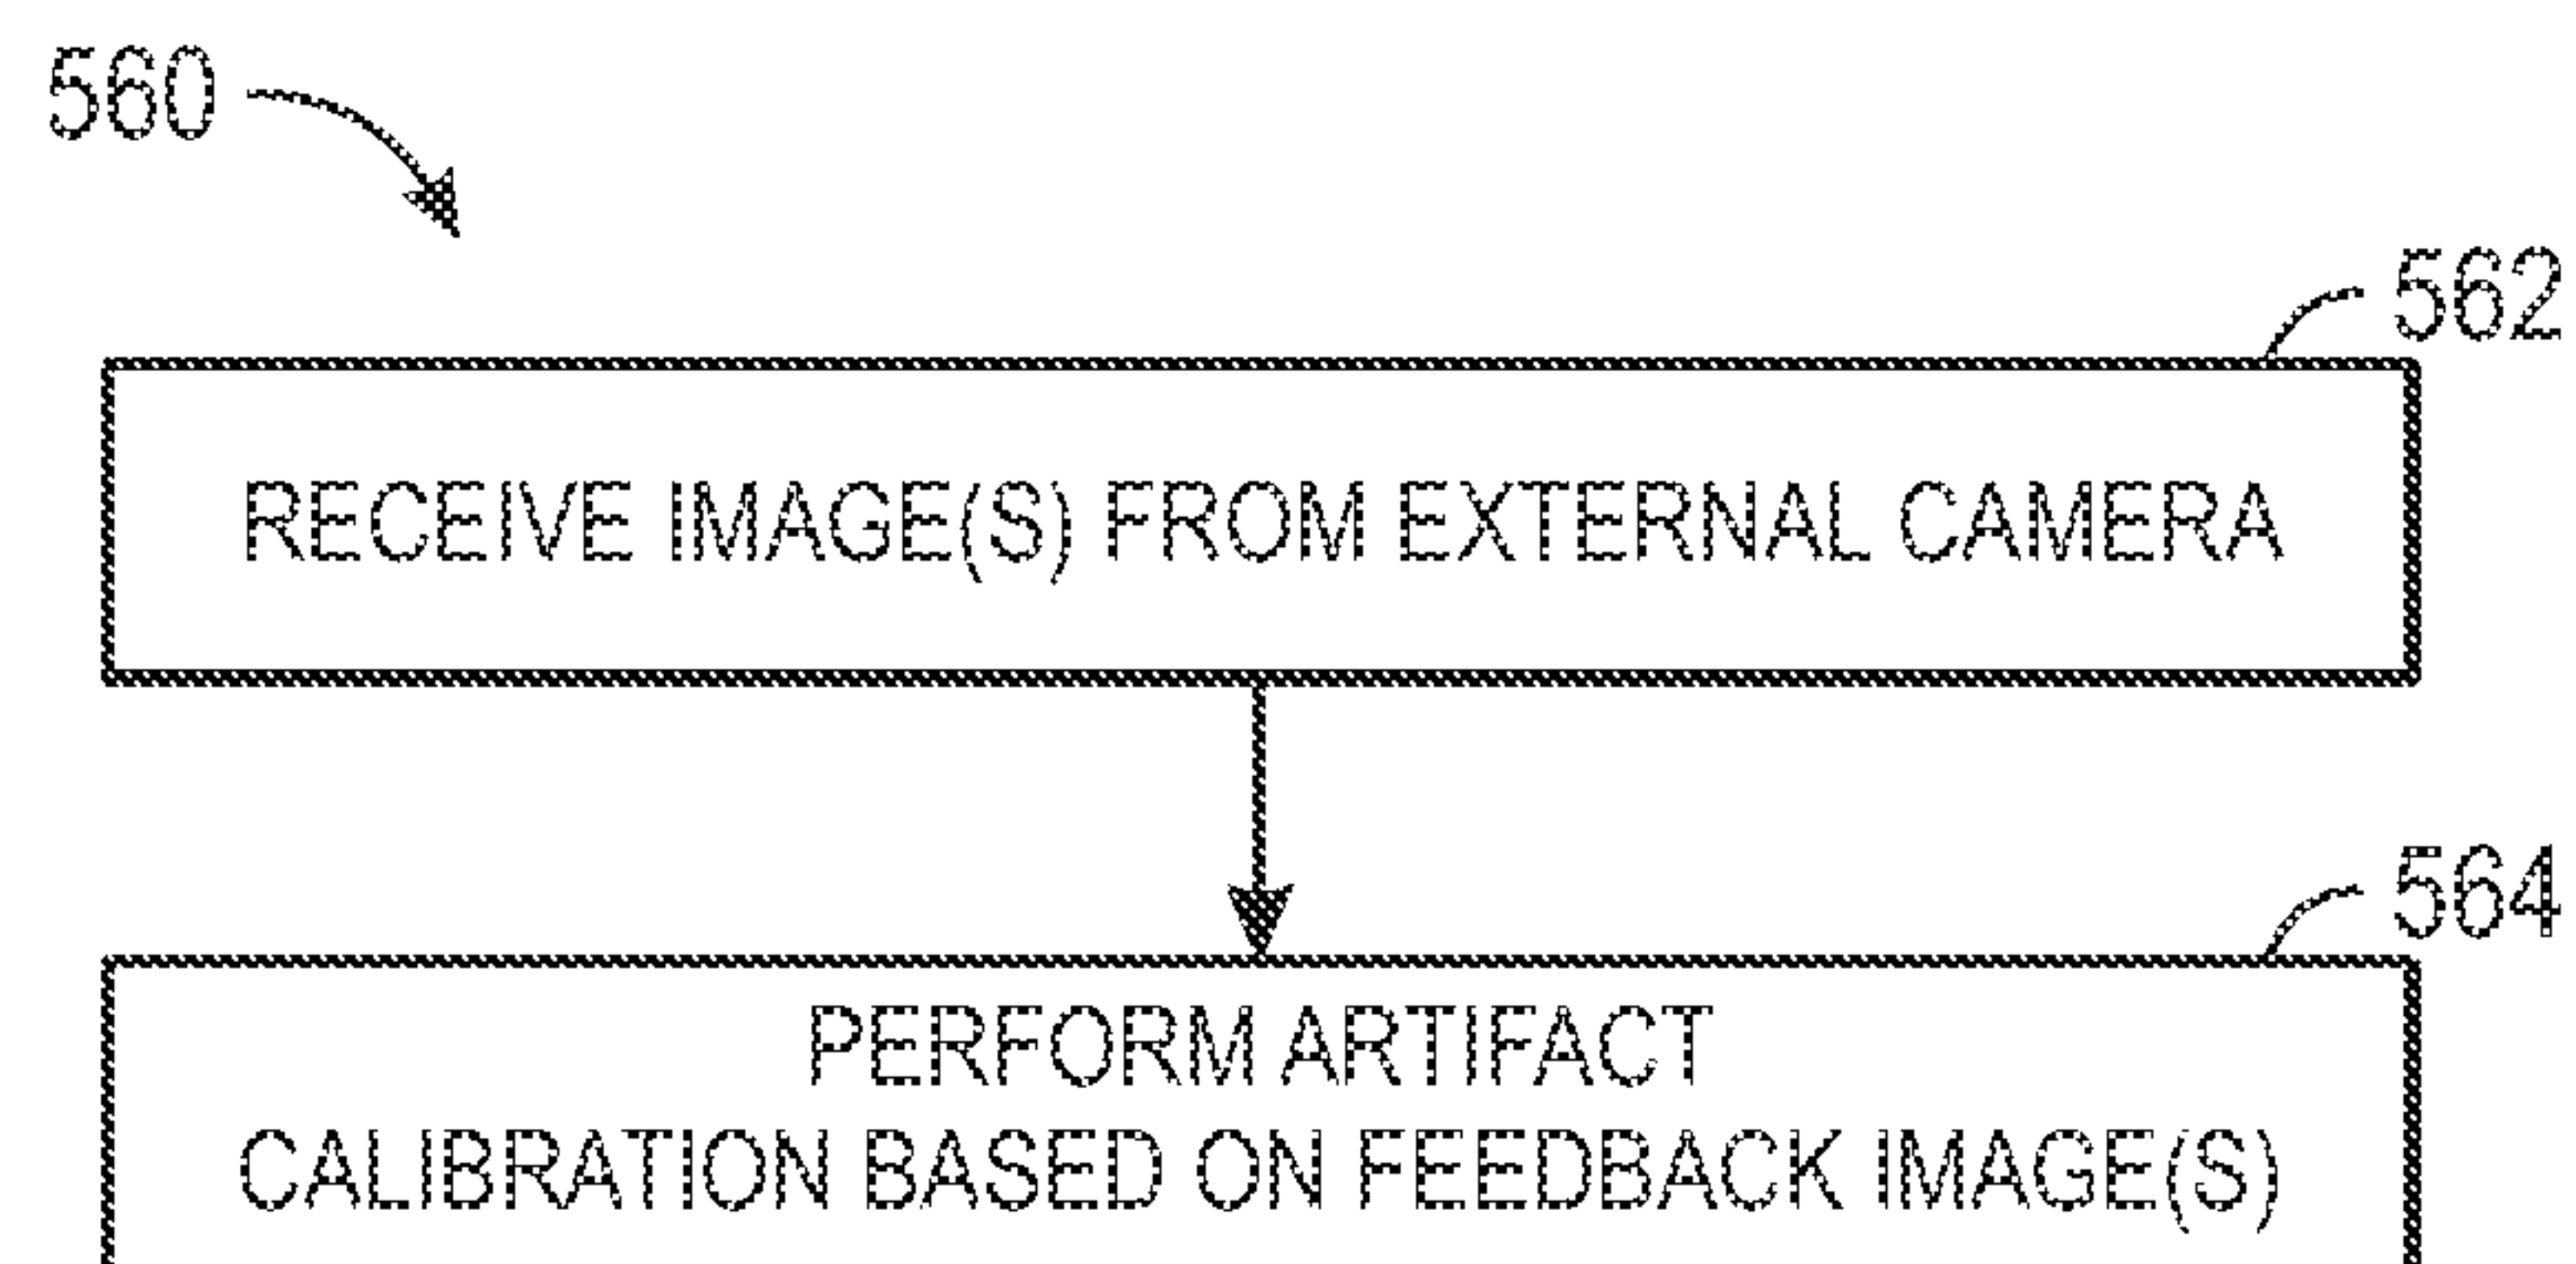 560
562
RECEIVE IMAGE(S) FROM EXTERNAL CAMERA
564
PERFORM ARTIFACT
CALIBRATION BASED ON FEEDBACK IMAGE(S)